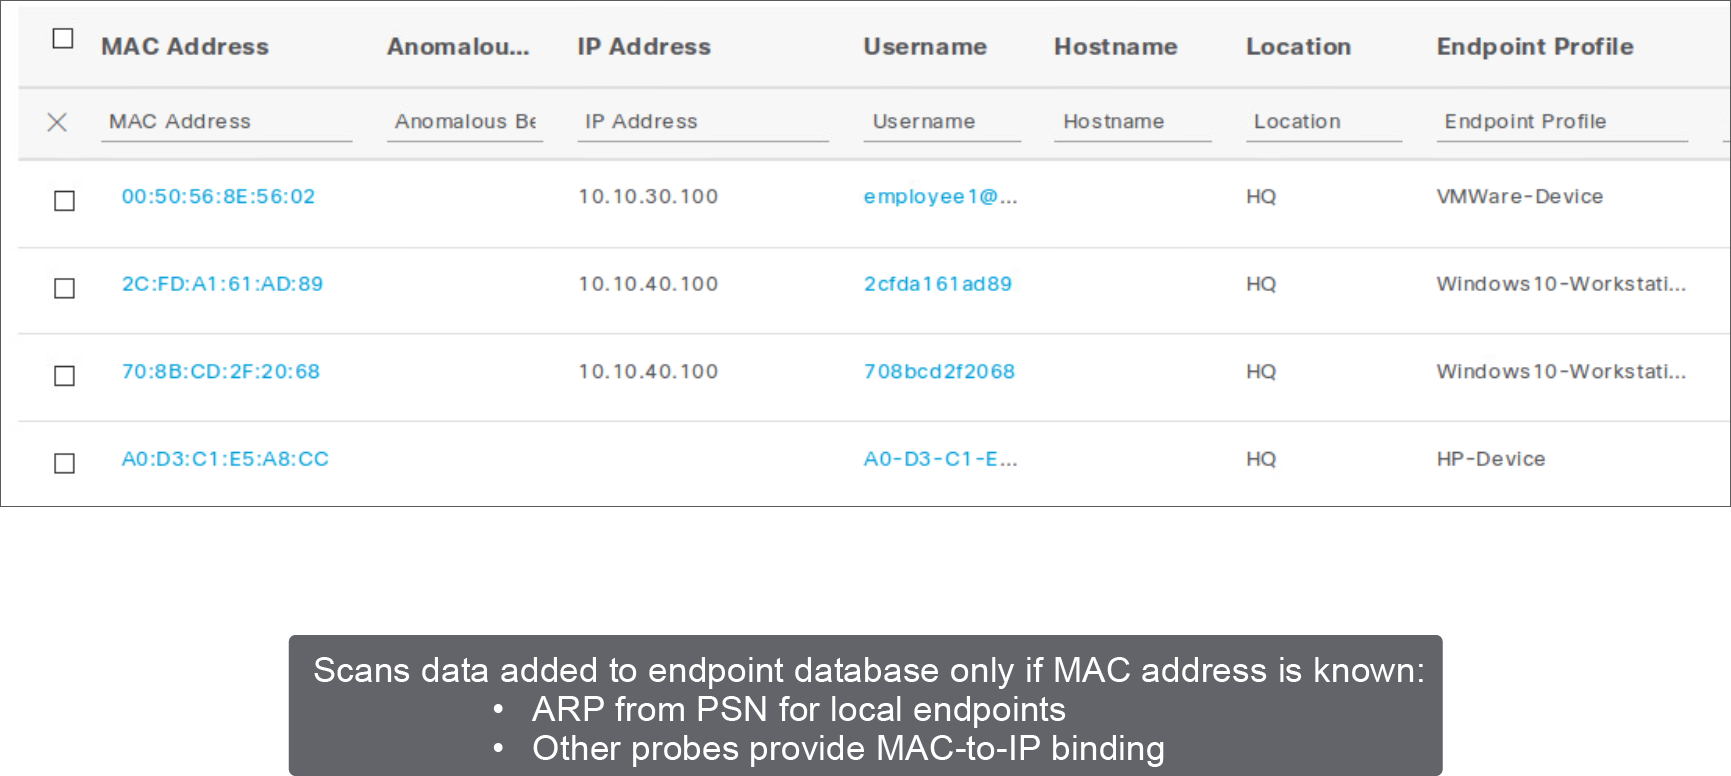 MAC Address Anomalou... IP Address Username Hostname Location Endpoint Profile
MAC Address Anomalous Be IP Address Username Hostname Location Endpoint Profile
00:50:56:8E:56:02 10.10.30.100 employee1@... HQ VMWare-Device
2C:FD:A1:61:AD:89 10.10.40.100 2cfda161ad89 HQ Windows10-Workstati...
70:8B:CD:2F:20:68 10.10.40.100 708bcd2f2068 HQ Windows10-Workstati...
A0:D3:C1:E5:A8:CC A0-D3-C1-E... HQ HP-Device
Scans data added to endpoint database only if MAC address is known:
• ARP from PSN for local endpoints
• Other probes provide MAC-to-IP binding